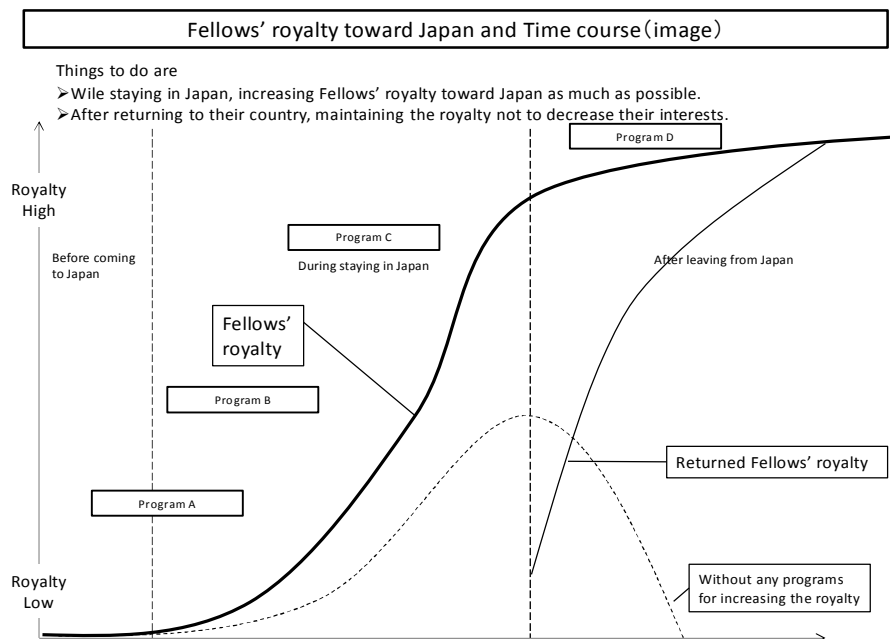 Fellows' royalty toward Japan and Time course(image)
Things to do are
➢Wile staying in Japan, increasing Fellows' royalty toward Japan as much as possible.
➢After returning to their country, maintaining the royalty not to decrease their interests.
Program D
Royalty
High
Program C
Before coming
to Japan
During staying in Japan
After leaving from Japan
Fellows'
royalty
Program B
Returned Fellows' royalty
Program A
Royalty
Low
Without any programs
for increasing the royalty